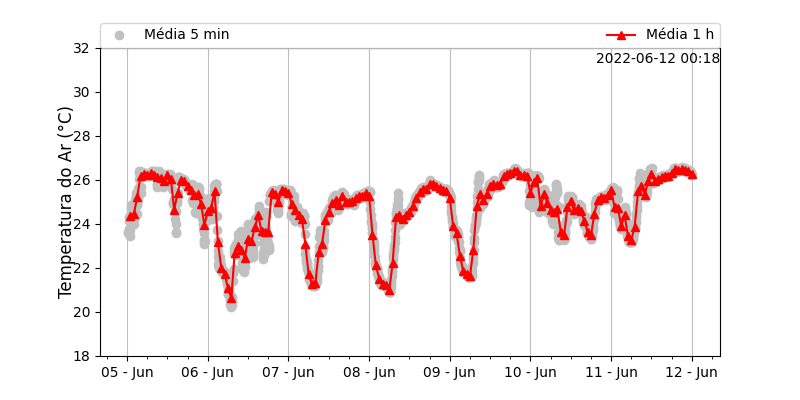 Média 5 min
Média 1 h
2022-06-12 00:18
Temperatura do Ar (°C)
32
30
28
26
24
22
20
18
05 - Jun
06 - Jun
07 - Jun
08 - Jun
09 - Jun
10 - Jun
11 - Jun
12 - Jun